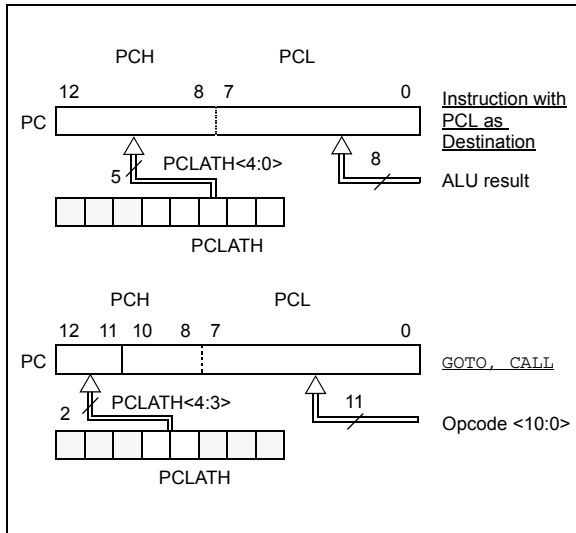 PCH PCL
12 8 7 0
PC
Instruction with
PCL as
Destination
5 PCLATH<4:0> 8
ALU result
PCLATH
PCH PCL
12 11 10 8 7 0
PC
GOTO, CALL
2 PCLATH<4:3> 11
Opcode <10:0>
PCLATH